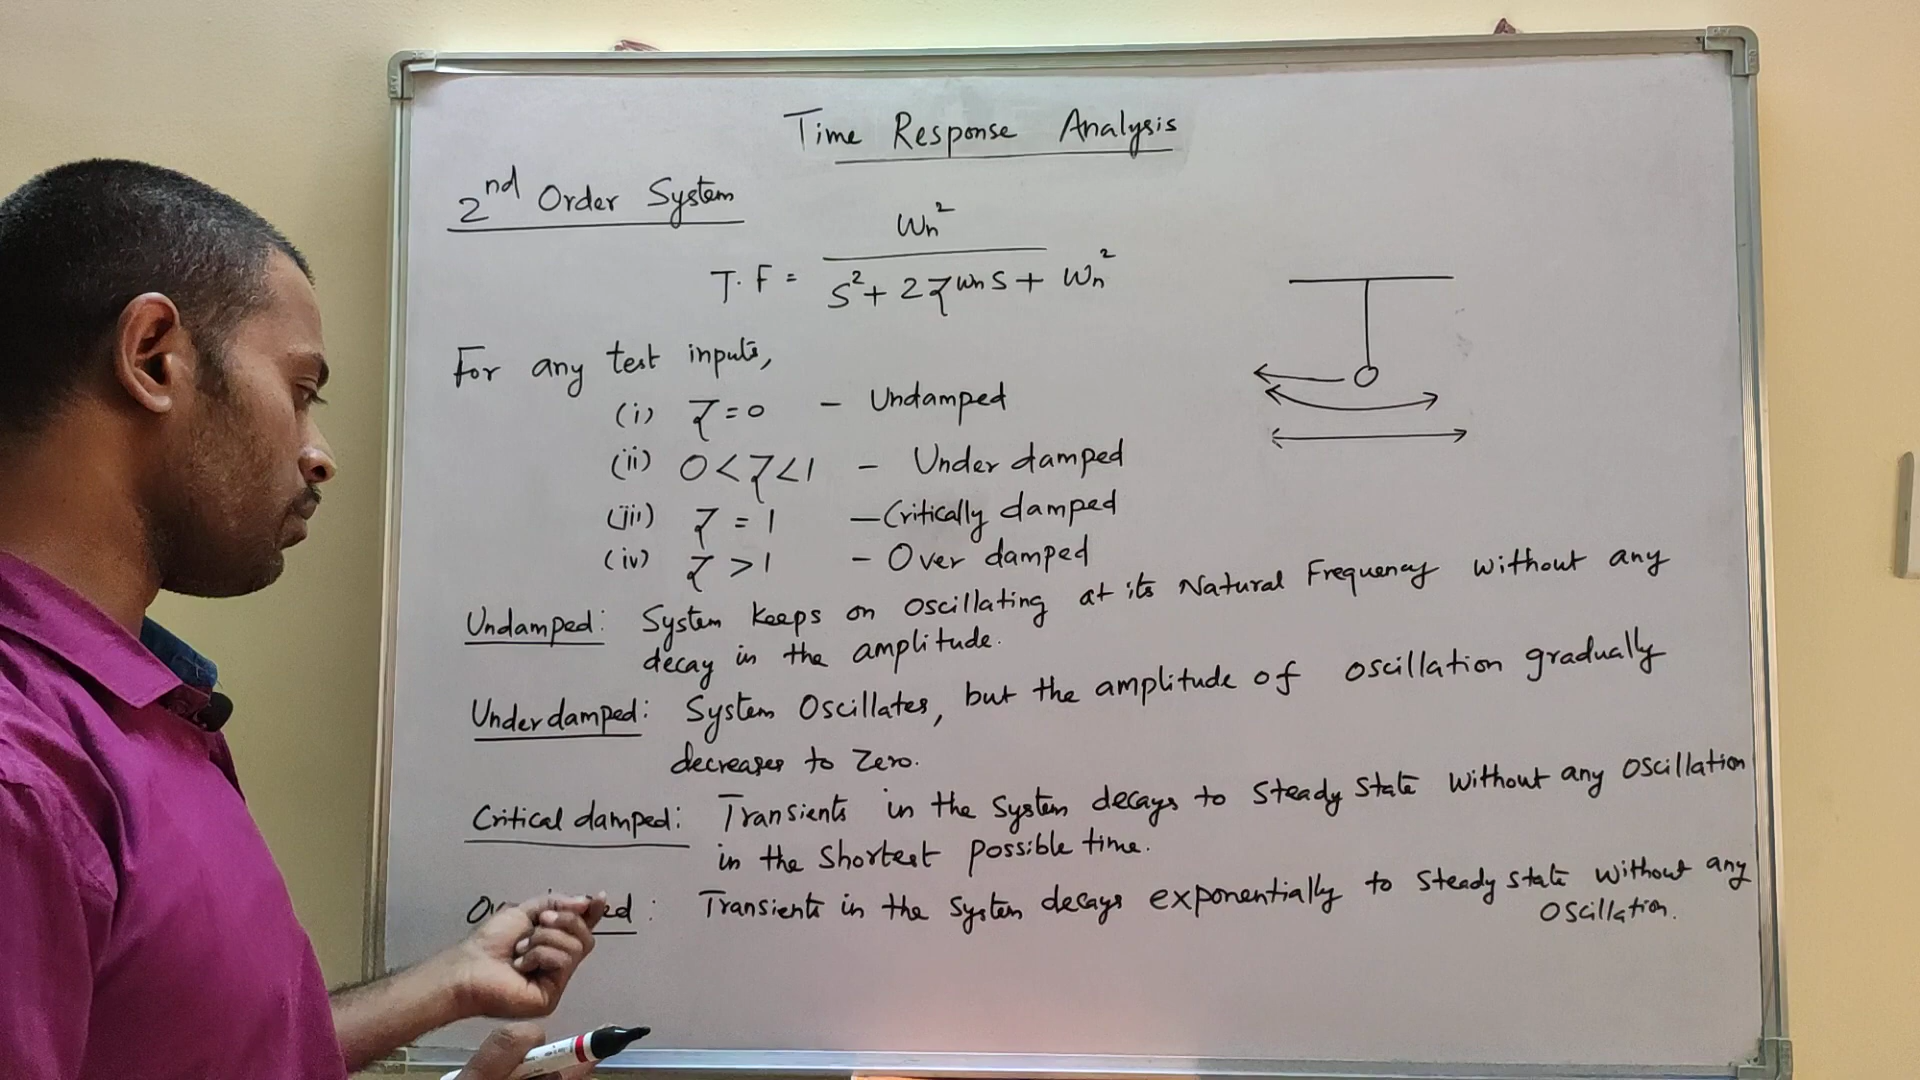 Time Response Analysis
2nd Order System
T.F = Wn² / S² + 2ζWnS + Wn²
For any test inputs,
(i) ζ = 0 - Undamped
(ii) 0 < ζ < 1 - Under damped
(iii) ζ = 1 - Critically damped
(iv) ζ > 1 - Over damped
Undamped: System keeps on oscillating at its Natural Frequency without any
decay in the amplitude.
Underdamped: System Oscillates, but the amplitude of oscillation gradually
decreases to Zero.
Critical damped: Transients in the System decays to Steady State without any oscillation
in the shortest possible time.
: Transients in the System decays exponentially to steady state without any
Oscillation.